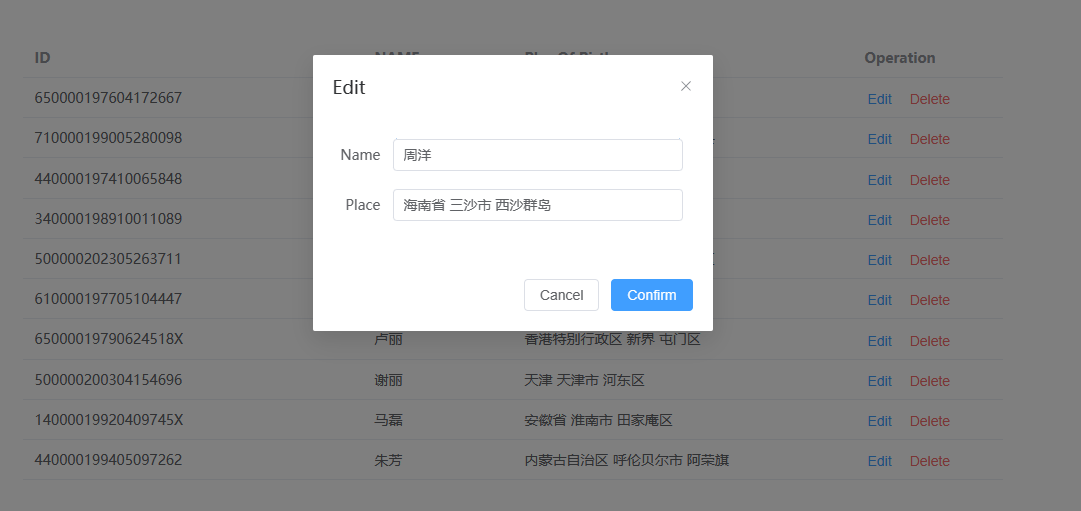 ID Operation
650000197604172667 Edit Delete
710000199005280098 Edit Delete
440000197410065848 Edit Delete
340000198910011089 Edit Delete
500000202305263711 Edit Delete
610000197705104447 Edit Delete
65000019790624518X 卢丽 香港特别行政区 新界 屯门区 Edit Delete
500000200304154696 谢丽 天津 天津市 河东区 Edit Delete
14000019920409745X 马磊 安徽省 淮南市 田家庵区 Edit Delete
440000199405097262 朱芳 内蒙古自治区 呼伦贝尔市 阿荣旗 Edit Delete
Edit
Name 周洋
Place 海南省 三沙市 西沙群岛
Cancel Confirm